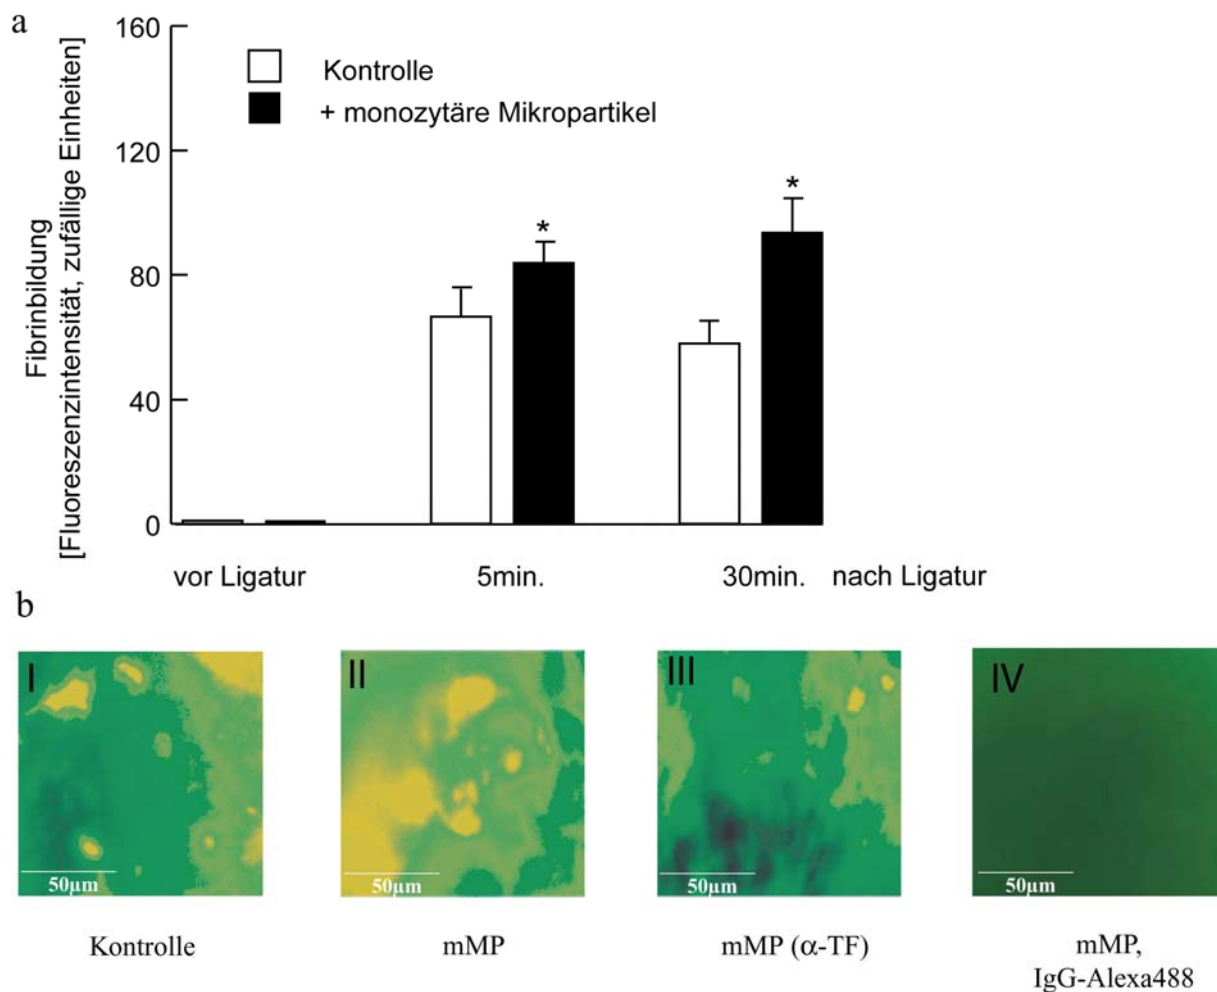 a
Fibrinbildung
[Fluoreszenzintensität, zufällige Einheiten]
160
120
80
40
0
Kontrolle
+ monozytäre Mikropartikel
*
*
vor Ligatur
5min.
30min.
nach Ligatur
b
I
50µm
II
50µm
III
50µm
IV
50µm
Kontrolle
mMP
mMP (α-TF)
mMP,
IgG-Alexa488